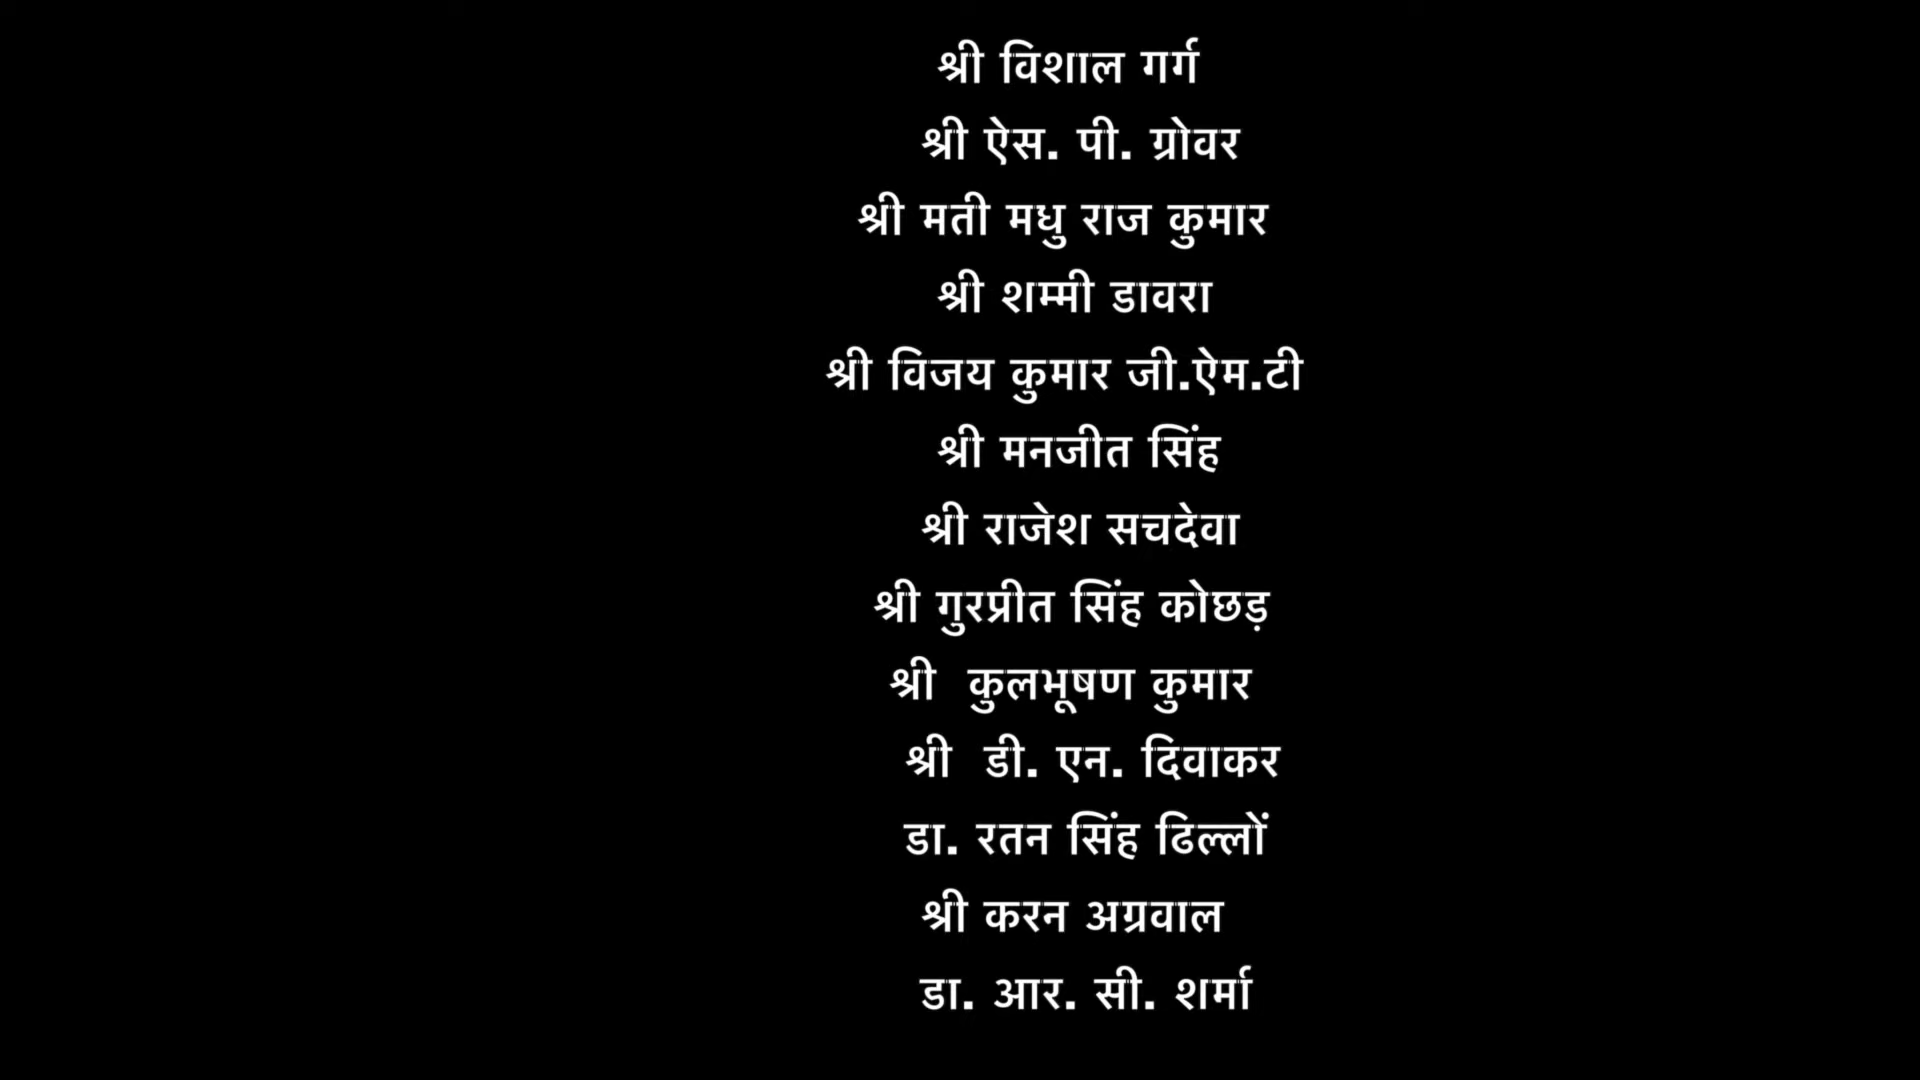 श्री विशाल गर्ग
श्री ऐस. पी. ग्रोवर
श्री मती मधु राज कुमार
श्री शम्मी डावरा
श्री विजय कुमार जी.ऐम.टी
श्री मनजीत सिंह
श्री राजेश सचदेवा
श्री गुरप्रीत सिंह कोछड़
श्री  कुलभूषण कुमार
श्री  डी. एन. दिवाकर
डा. रतन सिंह ढिल्लों
श्री करन अग्रवाल
डा. आर. सी. शर्मा